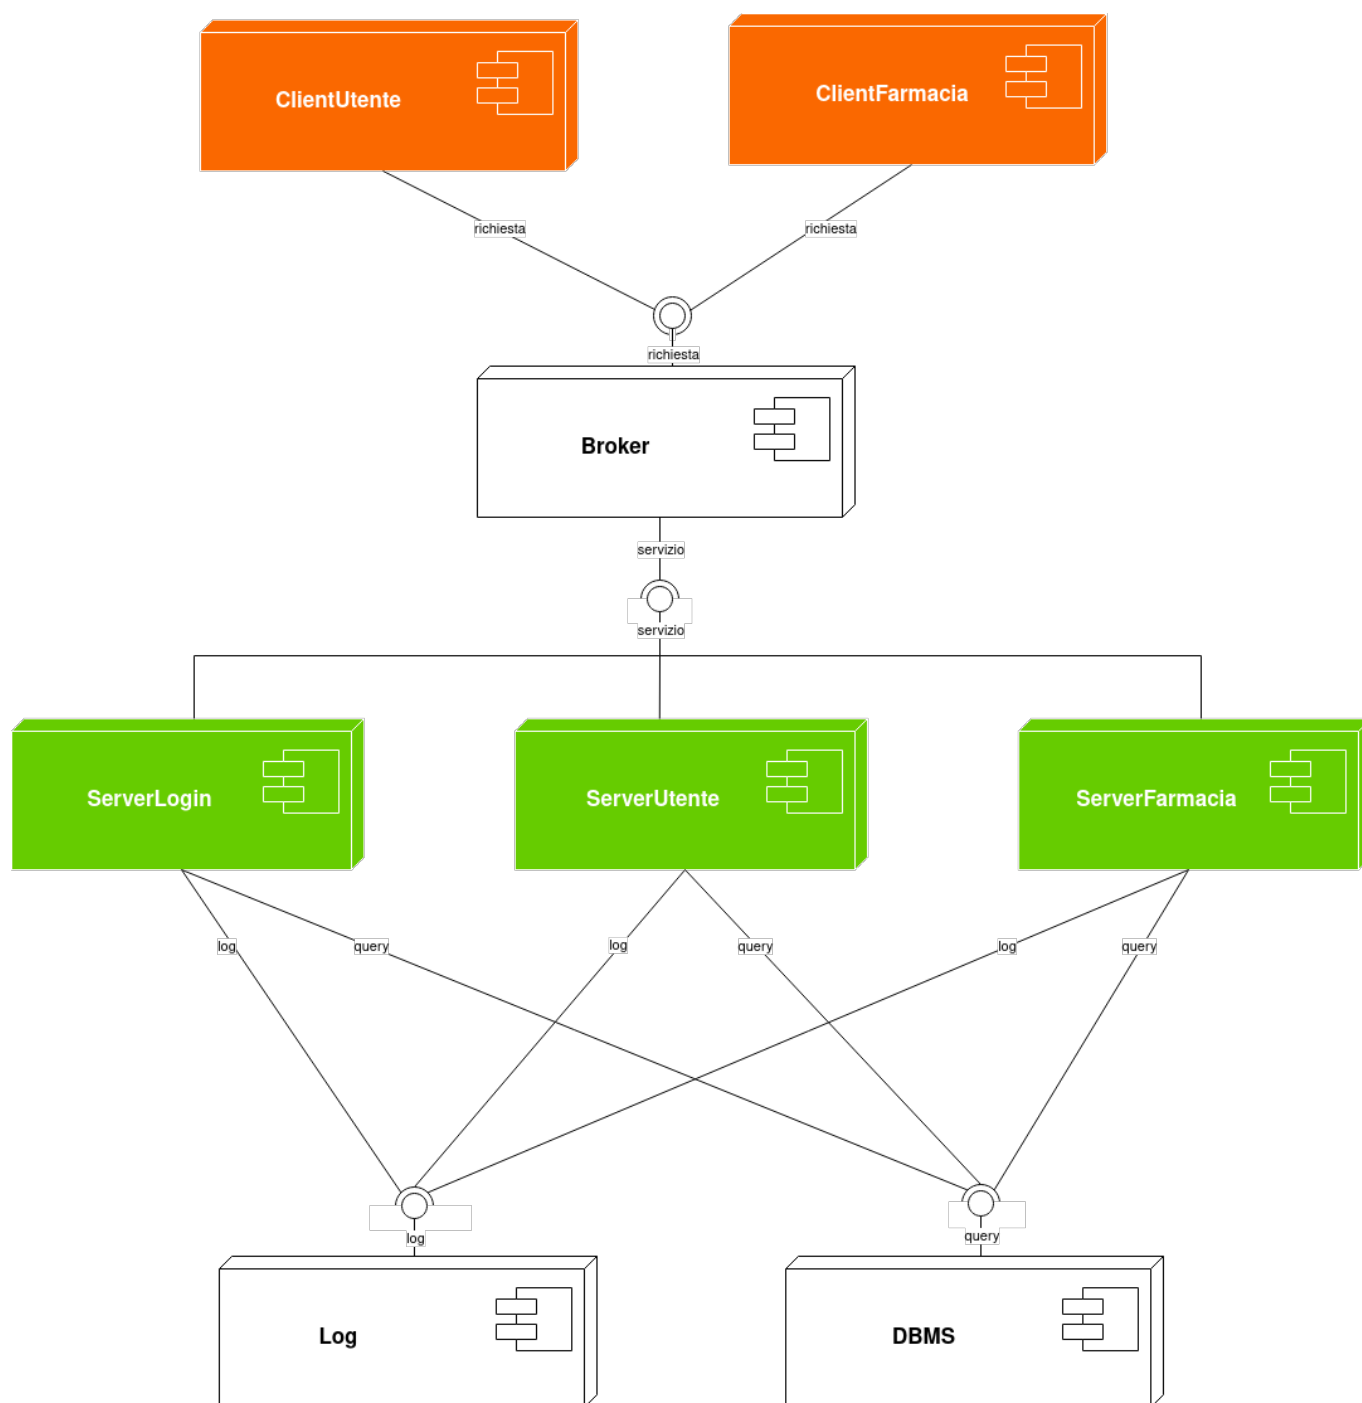 ClientUtente
ClientFarmacia
richiesta
richiesta
richiesta
Broker
servizio
servizio
ServerLogin
ServerUtente
ServerFarmacia
log
query
log
query
log
query
log
query
Log
DBMS